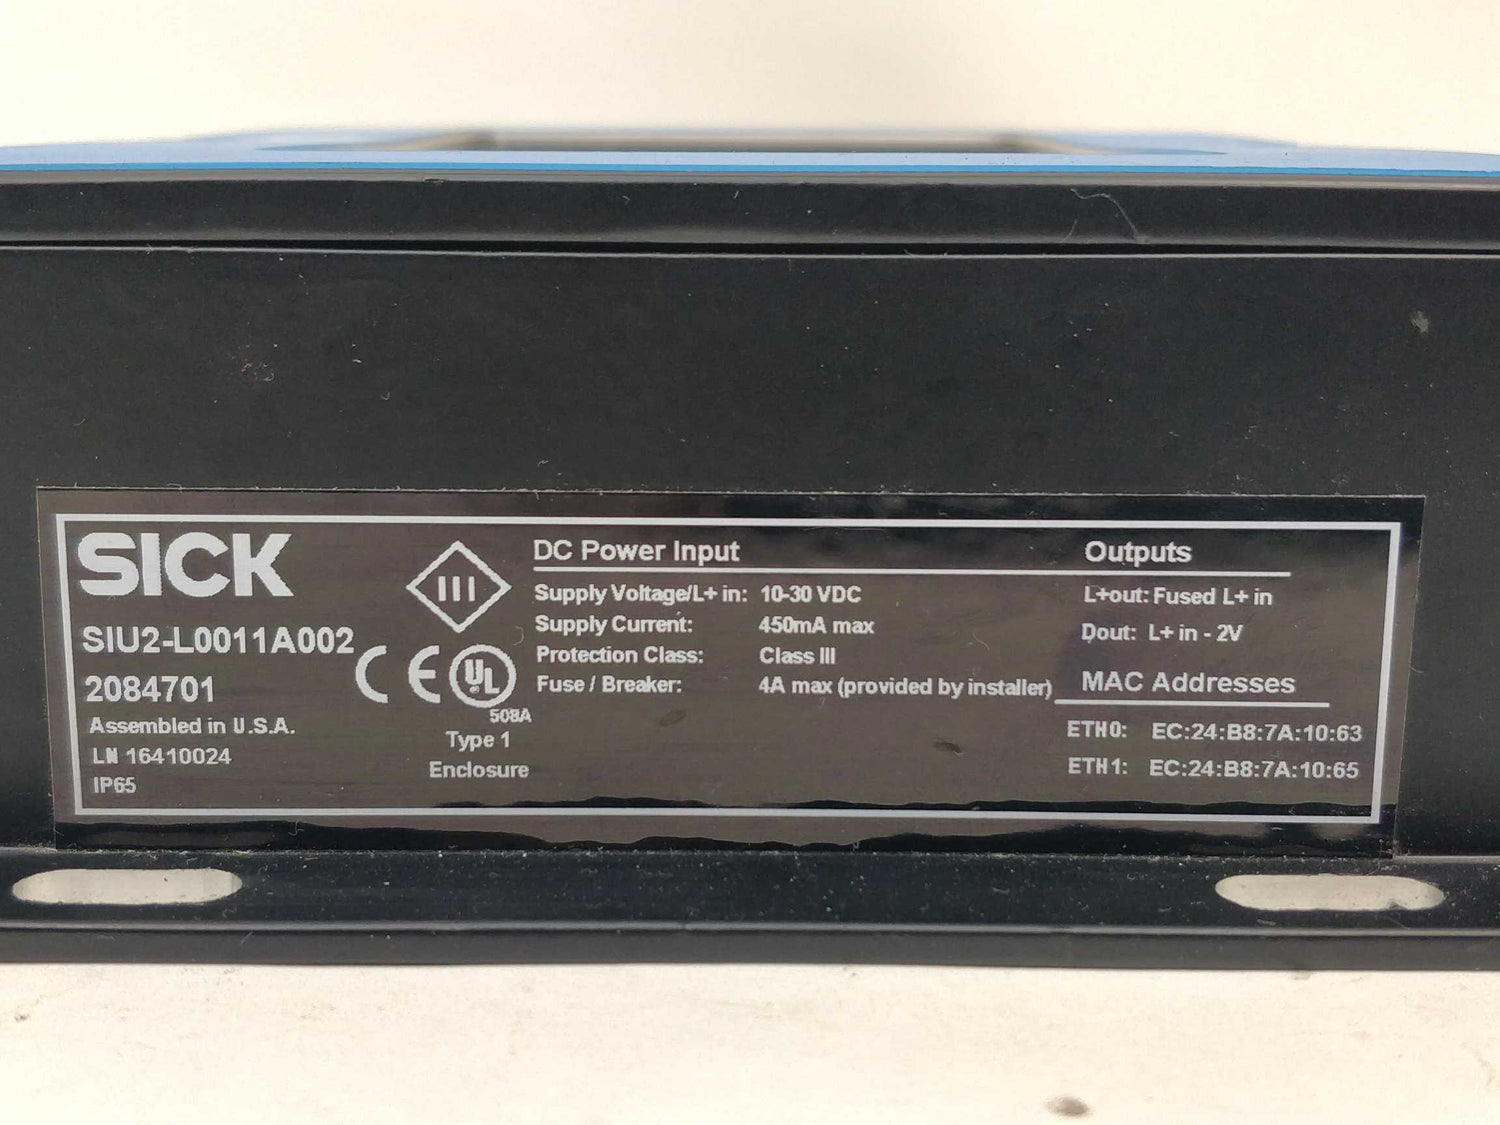 SICK
SIU2-L0011A002
2084701
Assembled in U.S.A.
LN 16410024
IP65
III
CE UL
508A
Type 1
Enclosure
DC Power Input
Supply Voltage/L+ in: 10-30 VDC
Supply Current: 450mA max
Protection Class: Class III
Fuse / Breaker: 4A max (provided by installer)
Outputs
L+out: Fused L+ in
Dout: L+ in - 2V
MAC Addresses
ETH0: EC:24:B8:7A:10:63
ETH1: EC:24:B8:7A:10:65